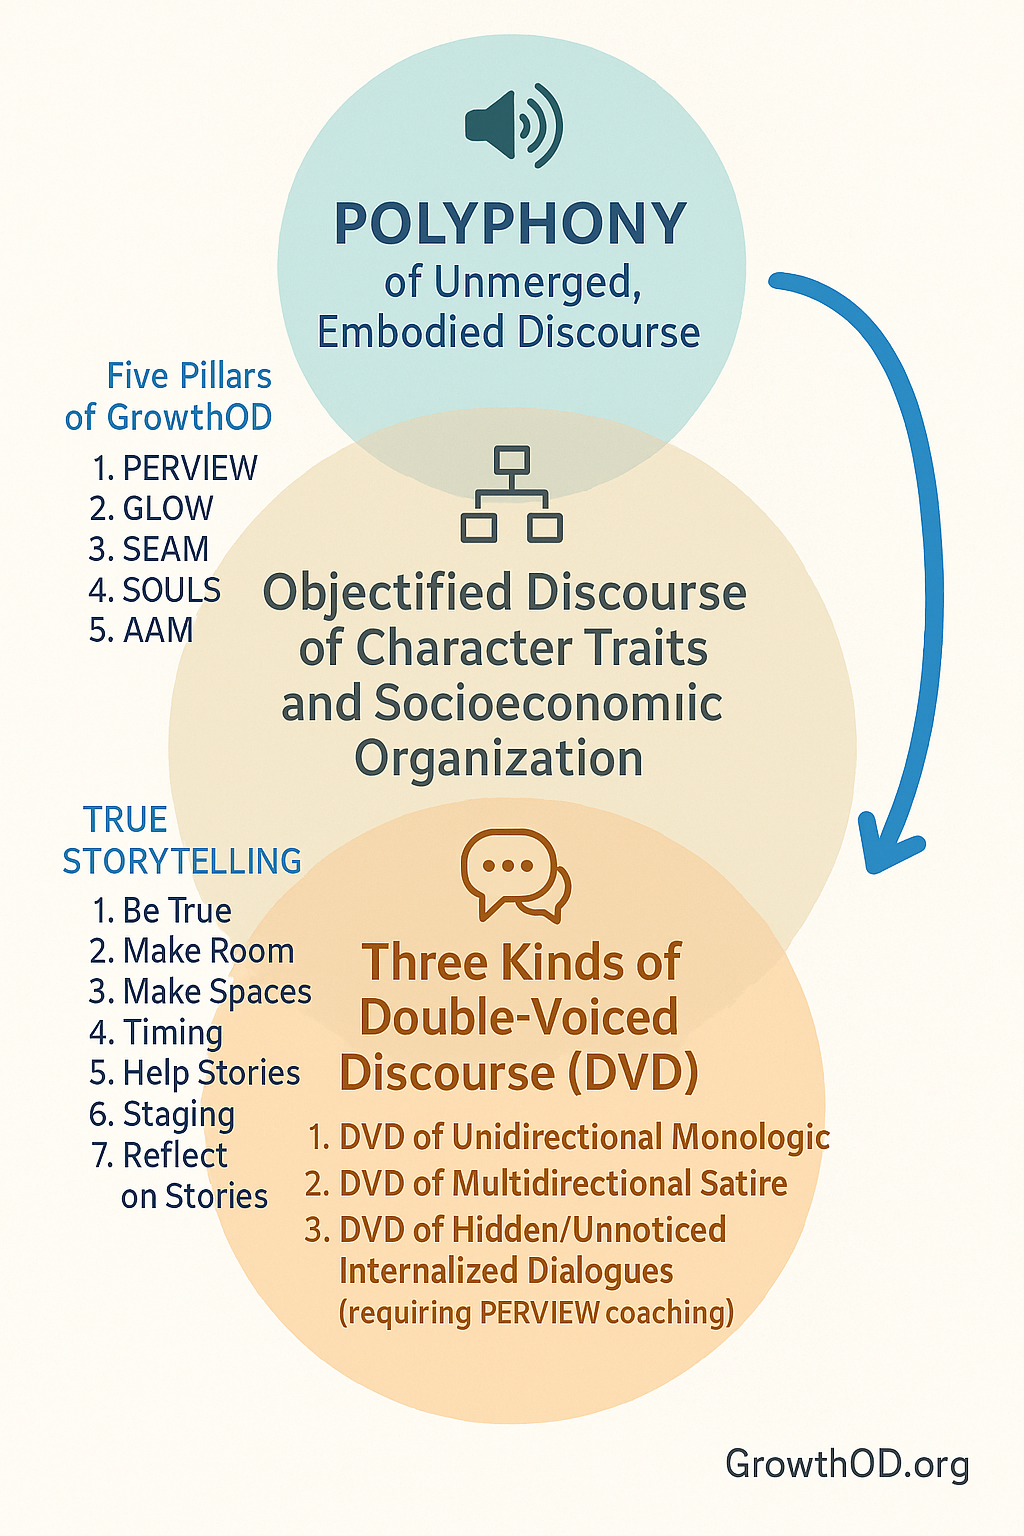 POLYPHONY
of Unmerged,
Embodied Discourse
Five Pillars
of GrowthOD
1. PERVIEW
2. GLOW
3. SEAM
4. SOULS
5. AAM
Objectified Discourse
of Character Traits
and Socioeconomıic
Organization
TRUE
STORYTELLING
1. Be True
2. Make Room
3. Make Spaces
4. Timing
5. Help Stories
6. Staging
7. Reflect
on Stories
Three Kinds of
Double-Voiced
Discourse (DVD)
1. DVD of Unidirectional Monologic
2. DVD of Multidirectional Satire
3. DVD of Hidden/Unnoticed
Internalized Dialogues
(requiring PERVIEW coaching)
GrowthOD.org